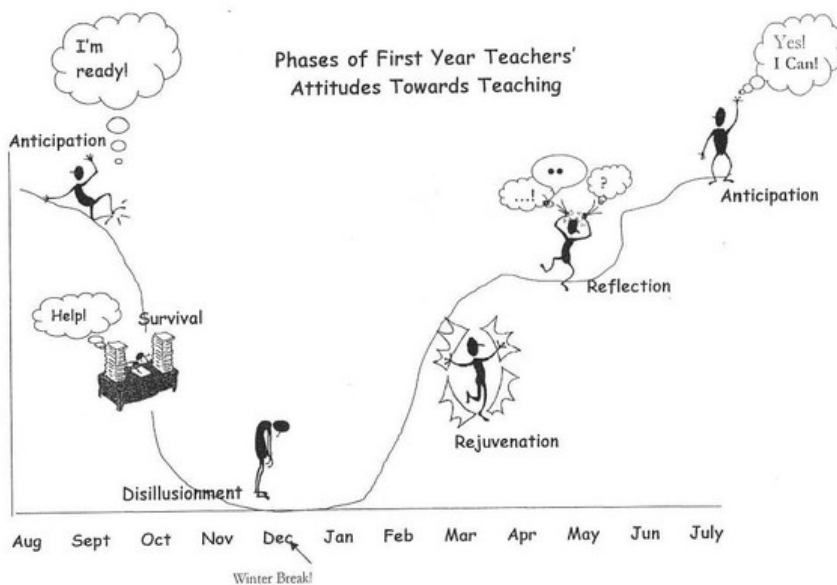 Phases of First Year Teachers'
Attitudes Towards Teaching
I'm
ready!
Anticipation
Help!
Survival
Disillusionment
Rejuvenation
...!
••
?
Reflection
Yes!
I Can!
Anticipation
Aug Sept Oct Nov Dec Jan Feb Mar Apr May Jun July
Winter Break!